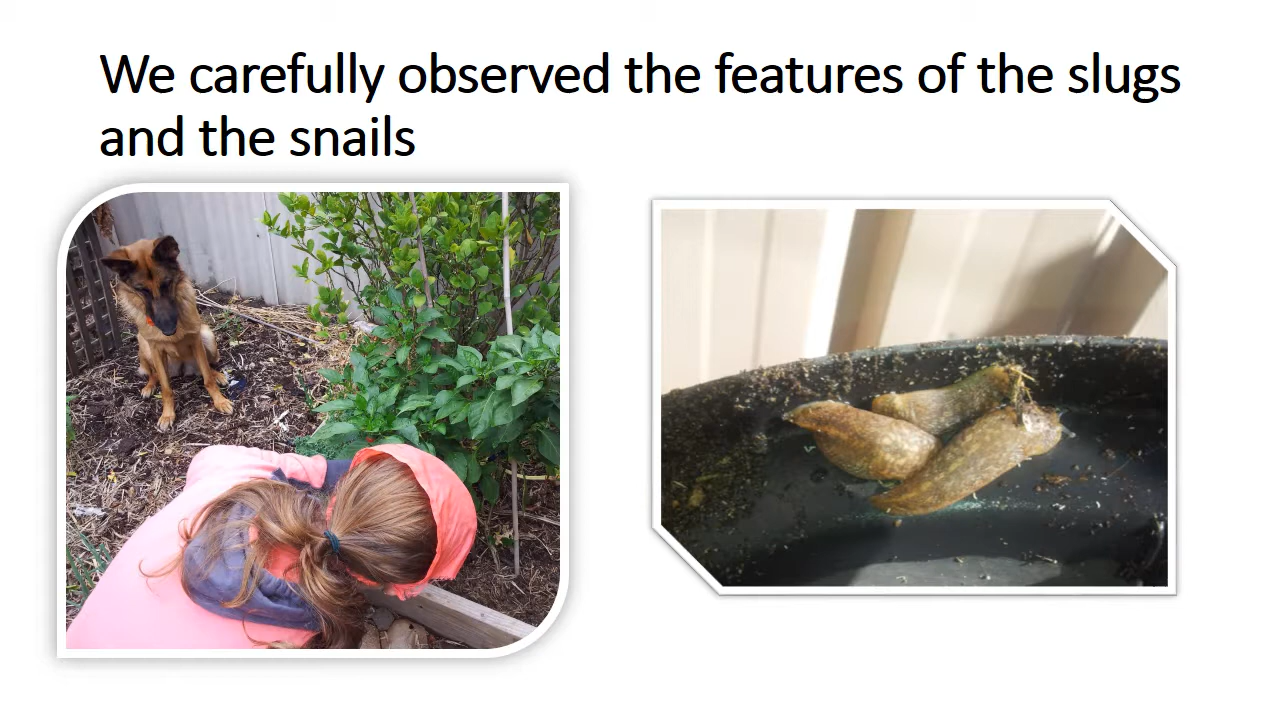 We carefully observed the features of the slugs
and the snails